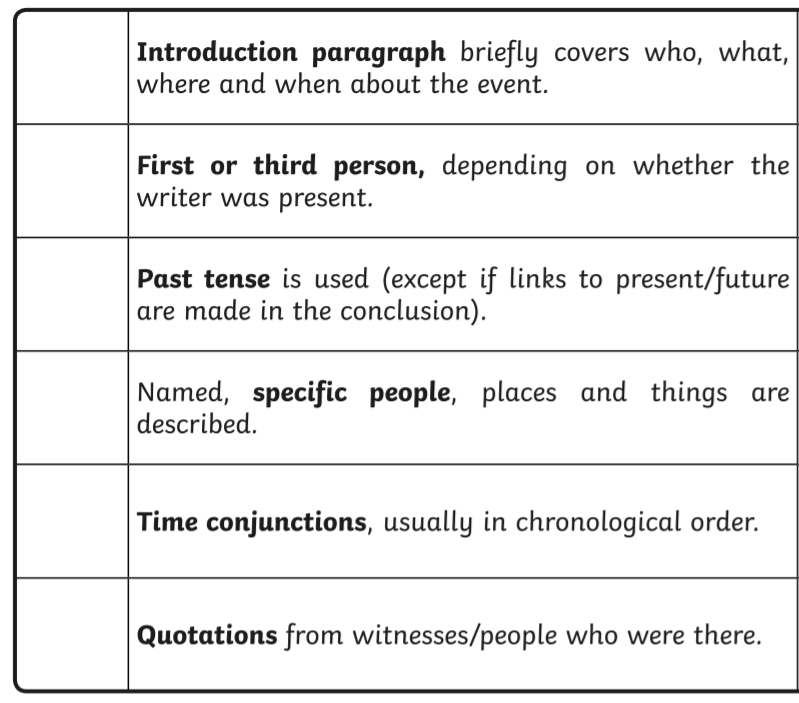 Introduction paragraph briefly covers who, what,
where and when about the event.
First or third person, depending on whether the
writer was present.
Past tense is used (except if links to present/future
are made in the conclusion).
Named, specific people, places and things are
described.
Time conjunctions, usually in chronological order.
Quotations from witnesses/people who were there.